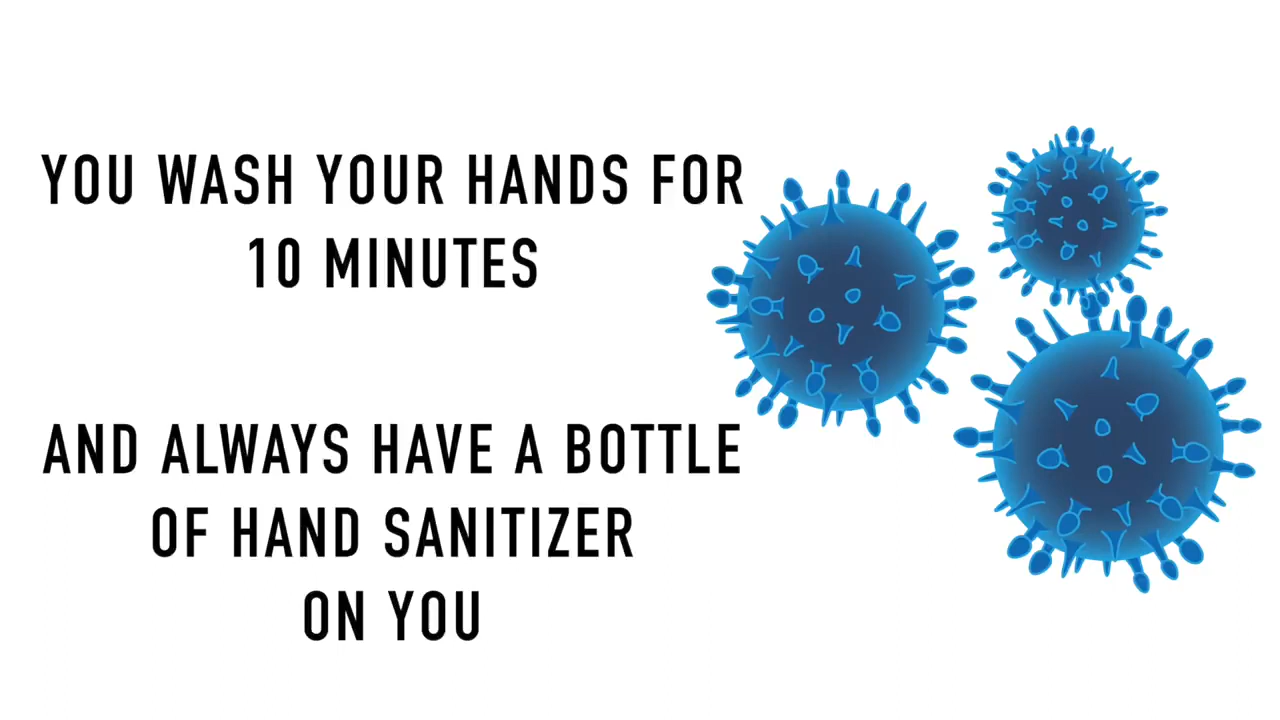 YOU WASH YOUR HANDS FOR
10 MINUTES
AND ALWAYS HAVE A BOTTLE
OF HAND SANITIZER
ON YOU